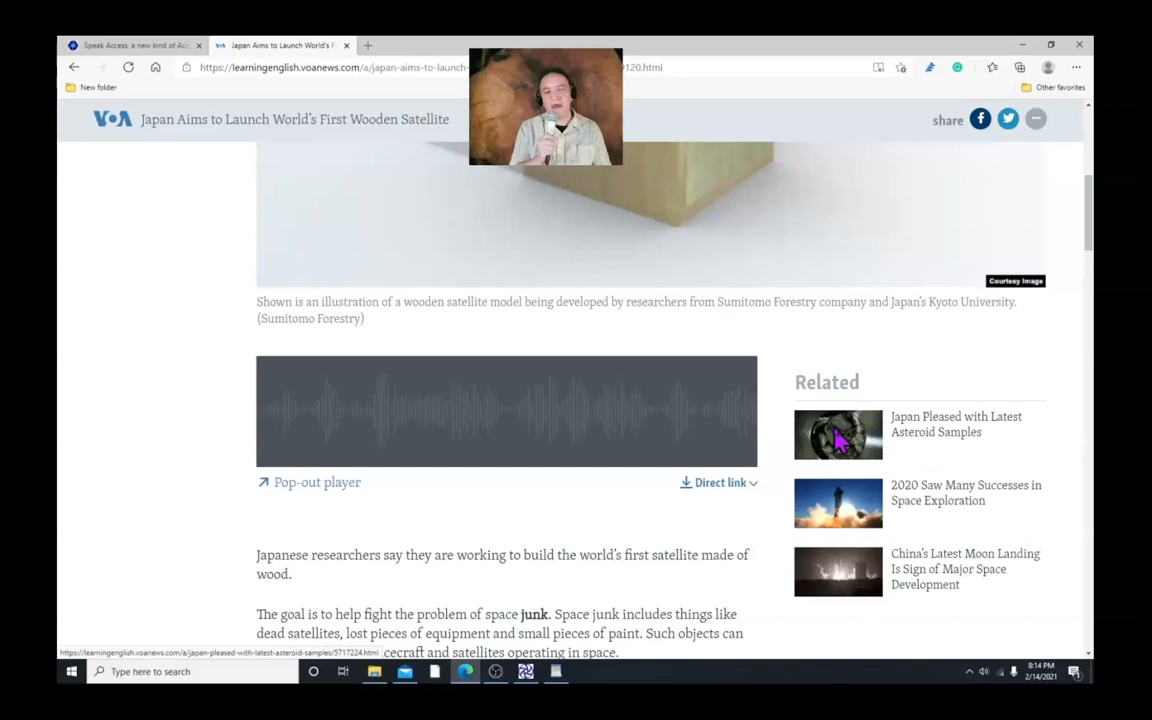 Speak Access, a new kind of Acc
Japan Aims to Launch World's F
https://learningenglish.voanews.com/a/japan-aims-to-launch-
120.html
New folder
Other favorites
VOA
Japan Aims to Launch World's First Wooden Satellite
share
Courtesy Image
Shown is an illustration of a wooden satellite model being developed by researchers from Sumitomo Forestry company and Japan's Kyoto University.
(Sumitomo Forestry)
Related
Japan Pleased with Latest
Asteroid Samples
Pop-out player
Direct link
2020 Saw Many Successes in
Space Exploration
China's Latest Moon Landing
Is Sign of Major Space
Development
Japanese researchers say they are working to build the world's first satellite made of
wood.
The goal is to help fight the problem of space junk. Space junk includes things like
dead satellites, lost pieces of equipment and small pieces of paint. Such objects can
cecraft and satellites operating in space.
https://learningenglish.voanews.com/a/japan-pleased-with-latest-asteroid-samples/5717224.html
Type here to search
8:14 PM
2/14/2021